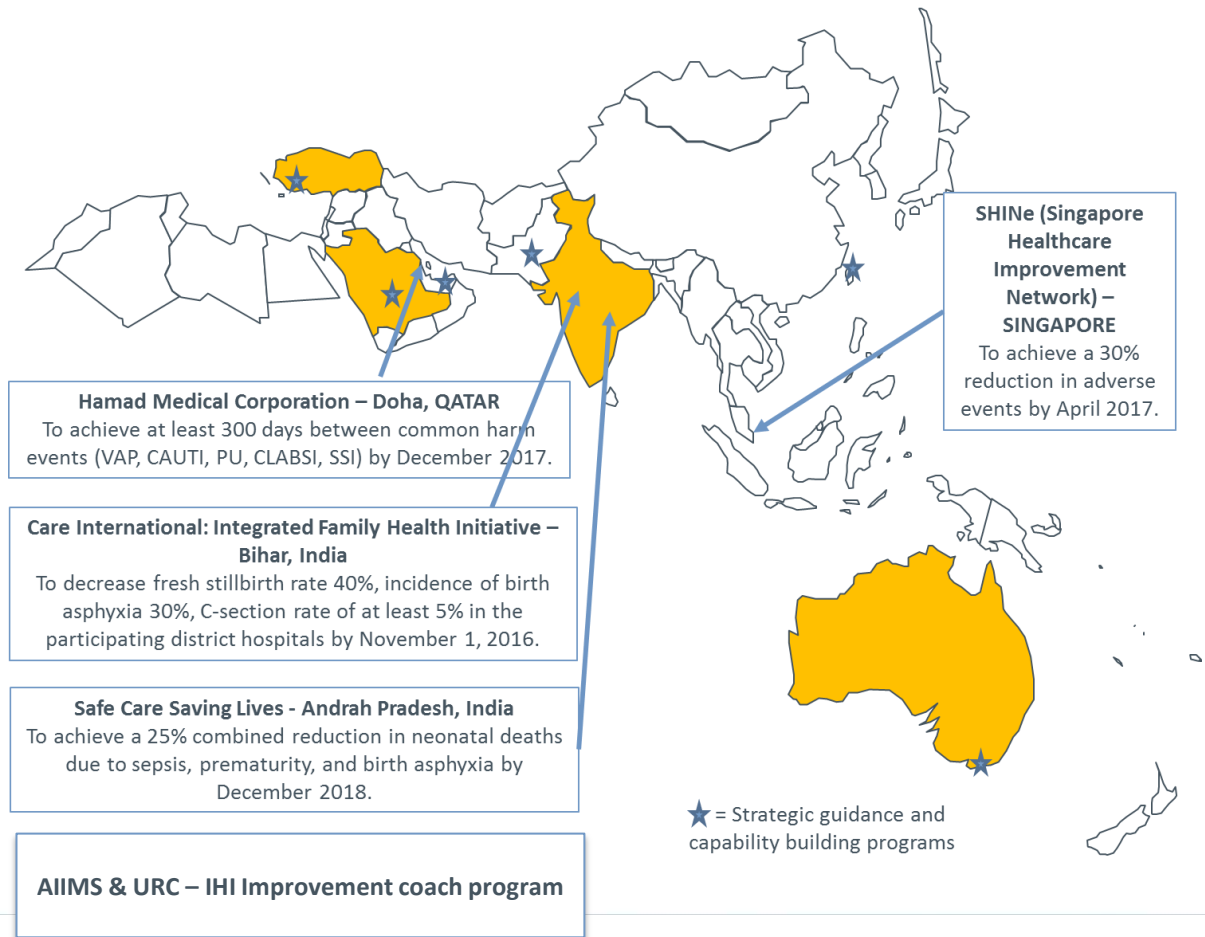 SHINe (Singapore
Healthcare
Improvement
Network) –
SINGAPORE
To achieve a 30%
reduction in adverse
events by April 2017.
Hamad Medical Corporation – Doha, QATAR
To achieve at least 300 days between common harm
events (VAP, CAUTI, PU, CLABSI, SSI) by December 2017.
Care International: Integrated Family Health Initiative –
Bihar, India
To decrease fresh stillbirth rate 40%, incidence of birth
asphyxia 30%, C-section rate of at least 5% in the
participating district hospitals by November 1, 2016.
Safe Care Saving Lives - Andrah Pradesh, India
To achieve a 25% combined reduction in neonatal deaths
due to sepsis, prematurity, and birth asphyxia by
December 2018.
= Strategic guidance and
capability building programs
AIIMS & URC – IHI Improvement coach program